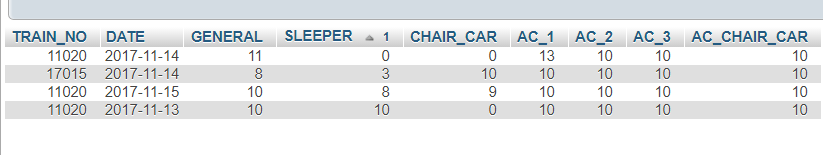 TRAIN_NO DATE GENERAL SLEEPER 1 CHAIR_CAR AC_1 AC_2 AC_3 AC_CHAIR_CAR
11020 2017-11-14 11 0 0 13 10 10 10
17015 2017-11-14 8 3 10 10 10 10 10
11020 2017-11-15 10 8 9 10 10 10 10
11020 2017-11-13 10 10 0 10 10 10 10